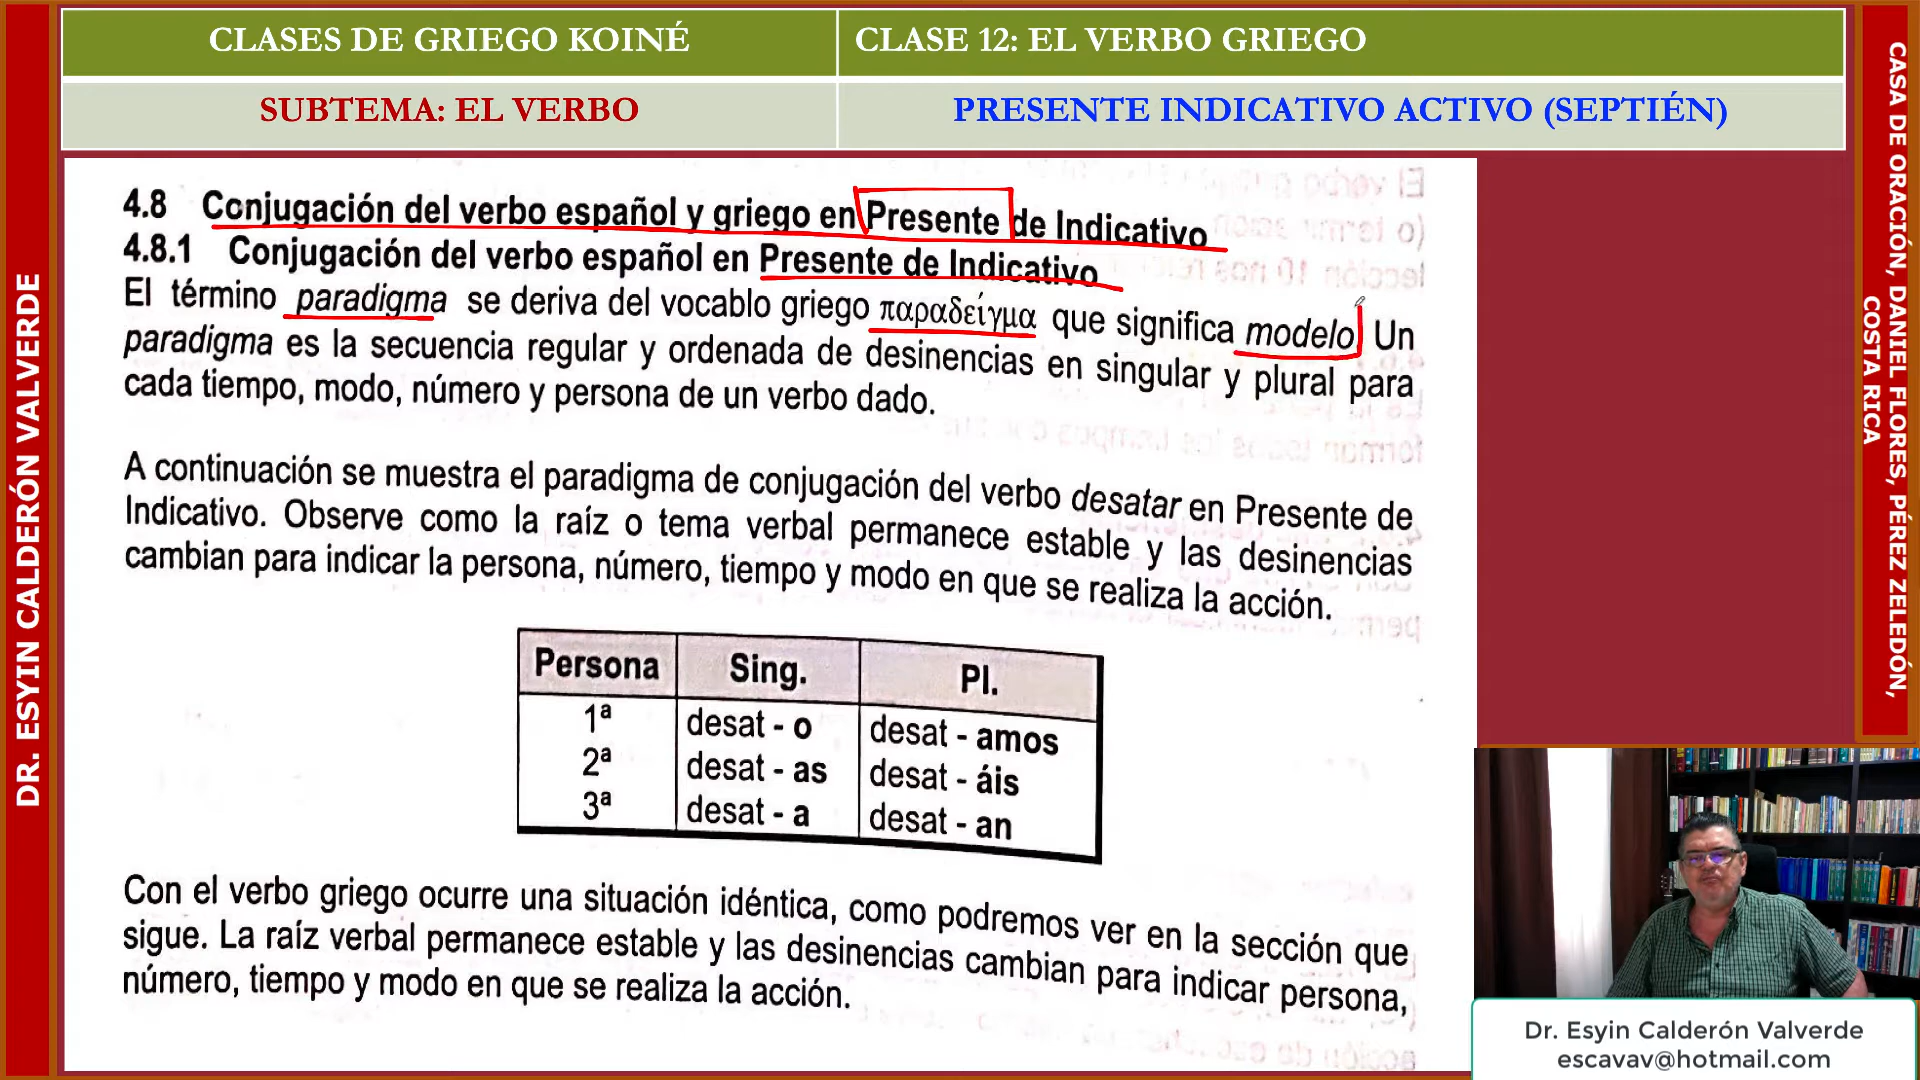 CLASES DE GRIEGO KOINÉ
CLASE 12: EL VERBO GRIEGO
SUBTEMA: EL VERBO
PRESENTE INDICATIVO ACTIVO (SEPTIÉN)
DR. ESYIN CALDERÓN VALVERDE
4.8 Conjugación del verbo español y griego en Presente de Indicativo
4.8.1 Conjugación del verbo español en Presente de Indicativo
El término paradigma se deriva del vocablo griego παραδείγμα que significa modelo. Un
paradigma es la secuencia regular y ordenada de desinencias en singular y plural para
cada tiempo, modo, número y persona de un verbo dado.
A continuación se muestra el paradigma de conjugación del verbo desatar en Presente de
Indicativo. Observe como la raíz o tema verbal permanece estable y las desinencias
cambian para indicar la persona, número, tiempo y modo en que se realiza la acción.
Persona Sing. Pl.
1ª desat - o desat - amos
2ª desat - as desat - áis
3ª desat - a desat - an
Con el verbo griego ocurre una situación idéntica, como podremos ver en la sección que
sigue. La raíz verbal permanece estable y las desinencias cambian para indicar persona,
número, tiempo y modo en que se realiza la acción.
CASA DE ORACIÓN, DANIEL FLORES, PÉREZ ZELEDÓN,
COSTA RICA
Dr. Esyin Calderón Valverde
escavav@hotmail.com